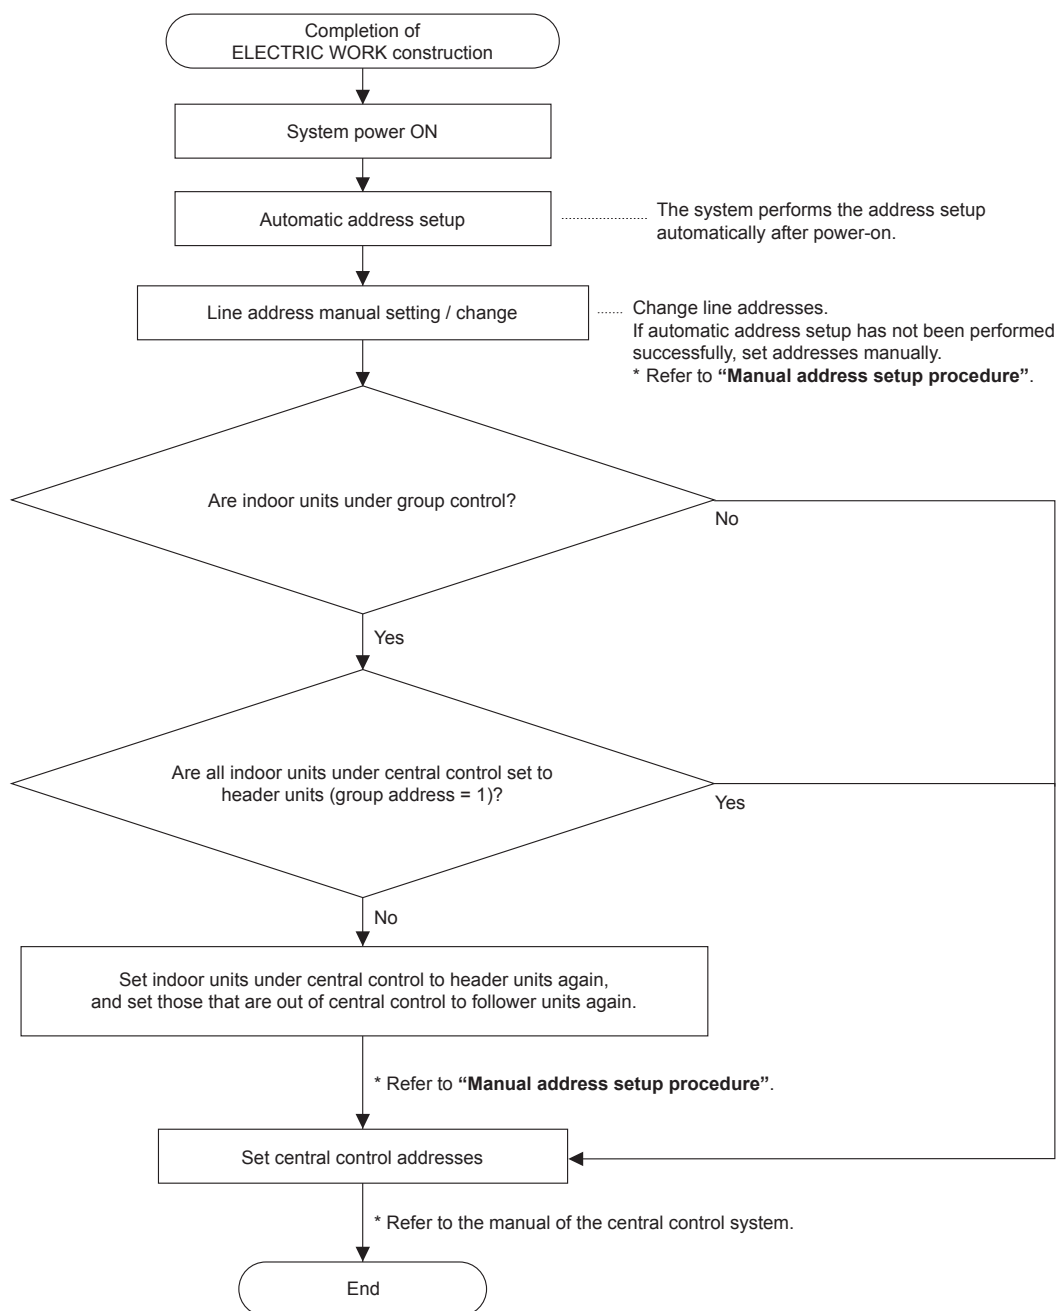 Completion of
ELECTRIC WORK construction
System power ON
Automatic address setup
The system performs the address setup
automatically after power-on.
Line address manual setting / change
Change line addresses.
If automatic address setup has not been performed
successfully, set addresses manually.
* Refer to “Manual address setup procedure”.
Are indoor units under group control?
No
Yes
Are all indoor units under central control set to
header units (group address = 1)?
Yes
No
Set indoor units under central control to header units again,
and set those that are out of central control to follower units again.
* Refer to “Manual address setup procedure”.
Set central control addresses
* Refer to the manual of the central control system.
End